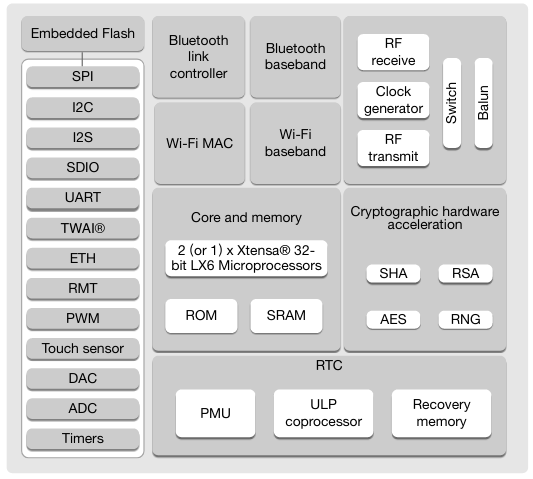 Embedded Flash
SPI
I2C
I2S
SDIO
UART
TWAI®
ETH
RMT
PWM
Touch sensor
DAC
ADC
Timers
Bluetooth
link
controller
Bluetooth
baseband
Wi-Fi MAC
Wi-Fi
baseband
RF
receive
Clock
generator
RF
transmit
Switch
Balun
Core and memory
2 (or 1) x Xtensa® 32-
bit LX6 Microprocessors
ROM
SRAM
Cryptographic hardware
acceleration
SHA
RSA
AES
RNG
RTC
PMU
ULP
coprocessor
Recovery
memory